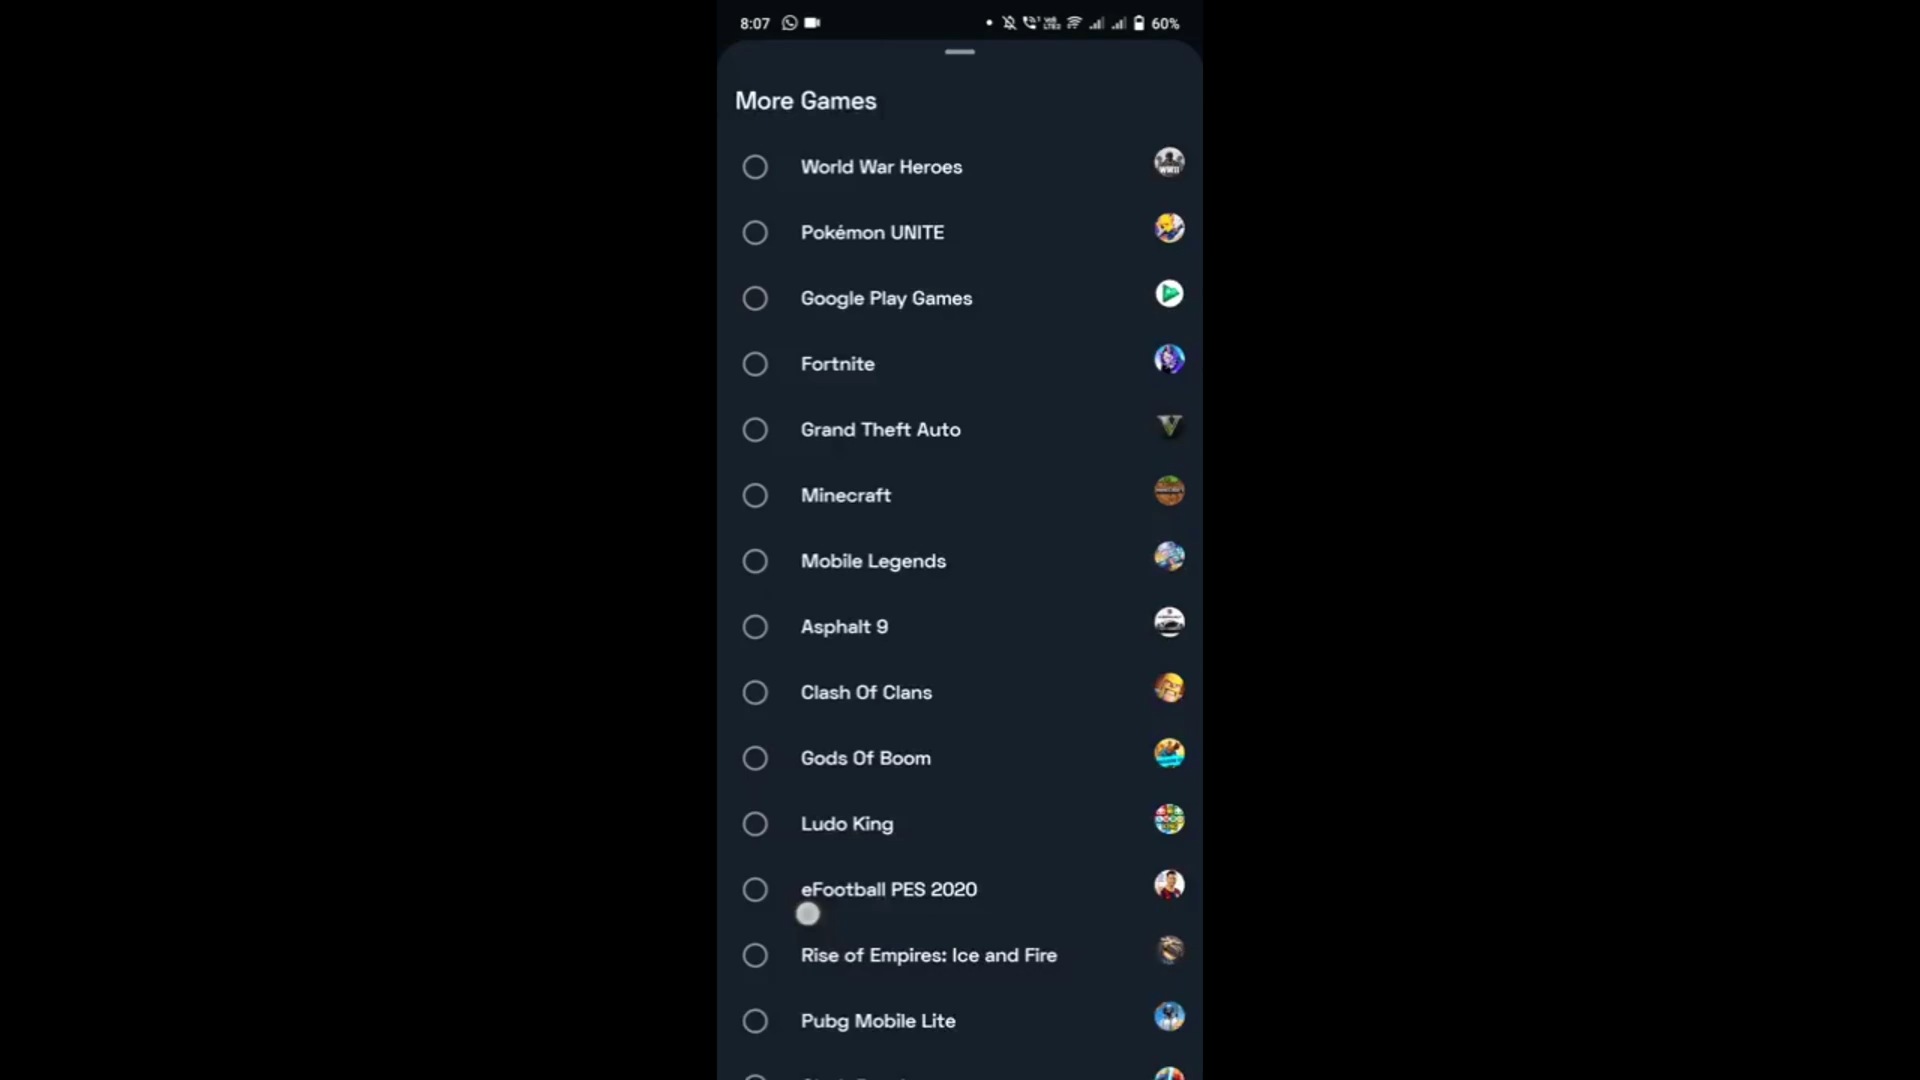 8:07 60%
More Games
World War Heroes
Pokémon UNITE
Google Play Games
Fortnite
Grand Theft Auto
Minecraft
Mobile Legends
Asphalt 9
Clash Of Clans
Gods Of Boom
Ludo King
eFootball PES 2020
Rise of Empires: Ice and Fire
Pubg Mobile Lite